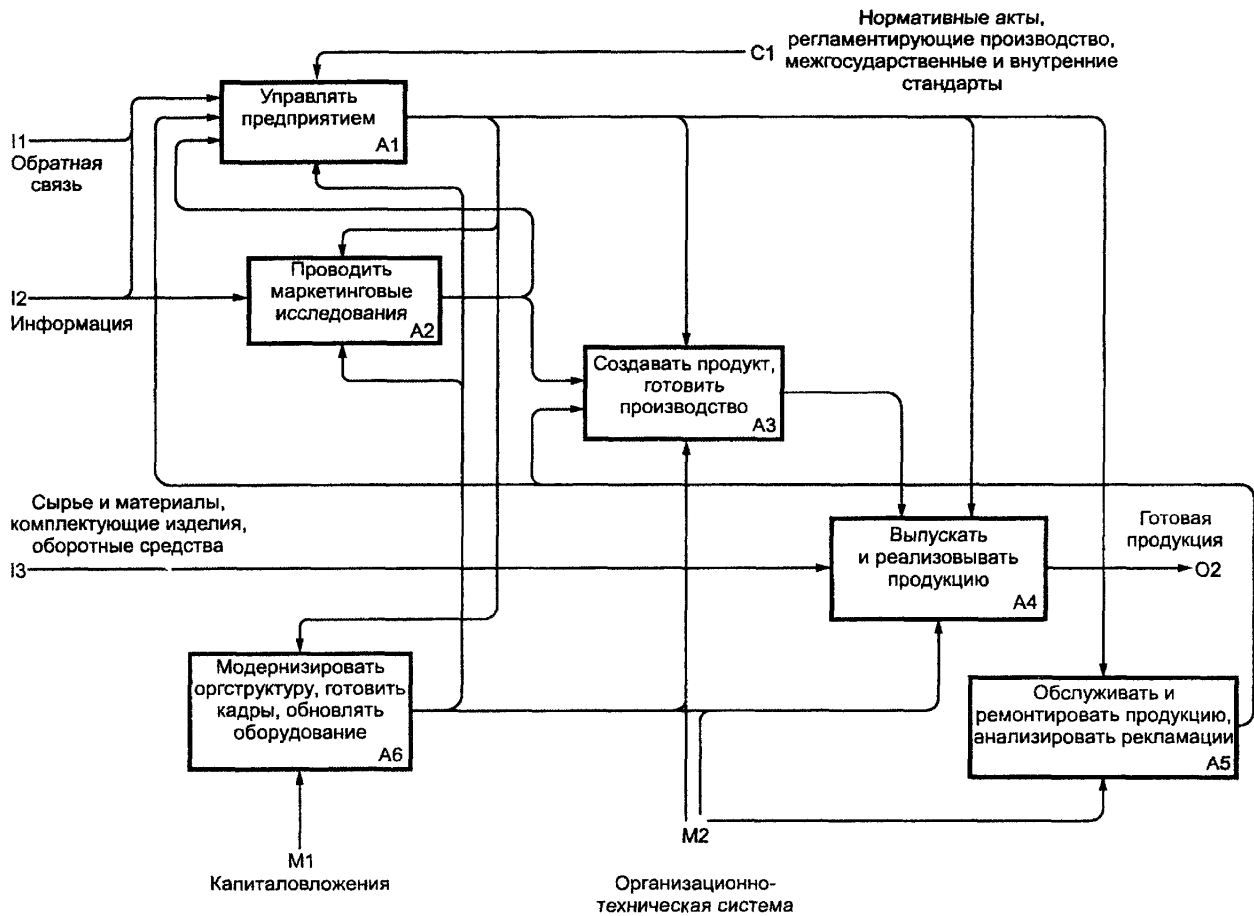 Нормативные акты,
регламентирующие производство,
межгосударственные и внутренние
стандарты
C1
Управлять
предприятием
A1
I1
Обратная
связь
Проводить
маркетинговые
исследования
A2
I2
Информация
Создавать продукт,
готовить
производство
A3
Сырье и материалы,
комплектующие изделия,
оборотные средства
I3
Выпускать
и реализовывать
продукцию
A4
Готовая
продукция
O2
Модернизировать
оргструктуру, готовить
кадры, обновлять
оборудование
A6
Обслуживать и
ремонтировать продукцию,
анализировать рекламации
A5
M1
Капиталовложения
M2
Организационно-
техническая система